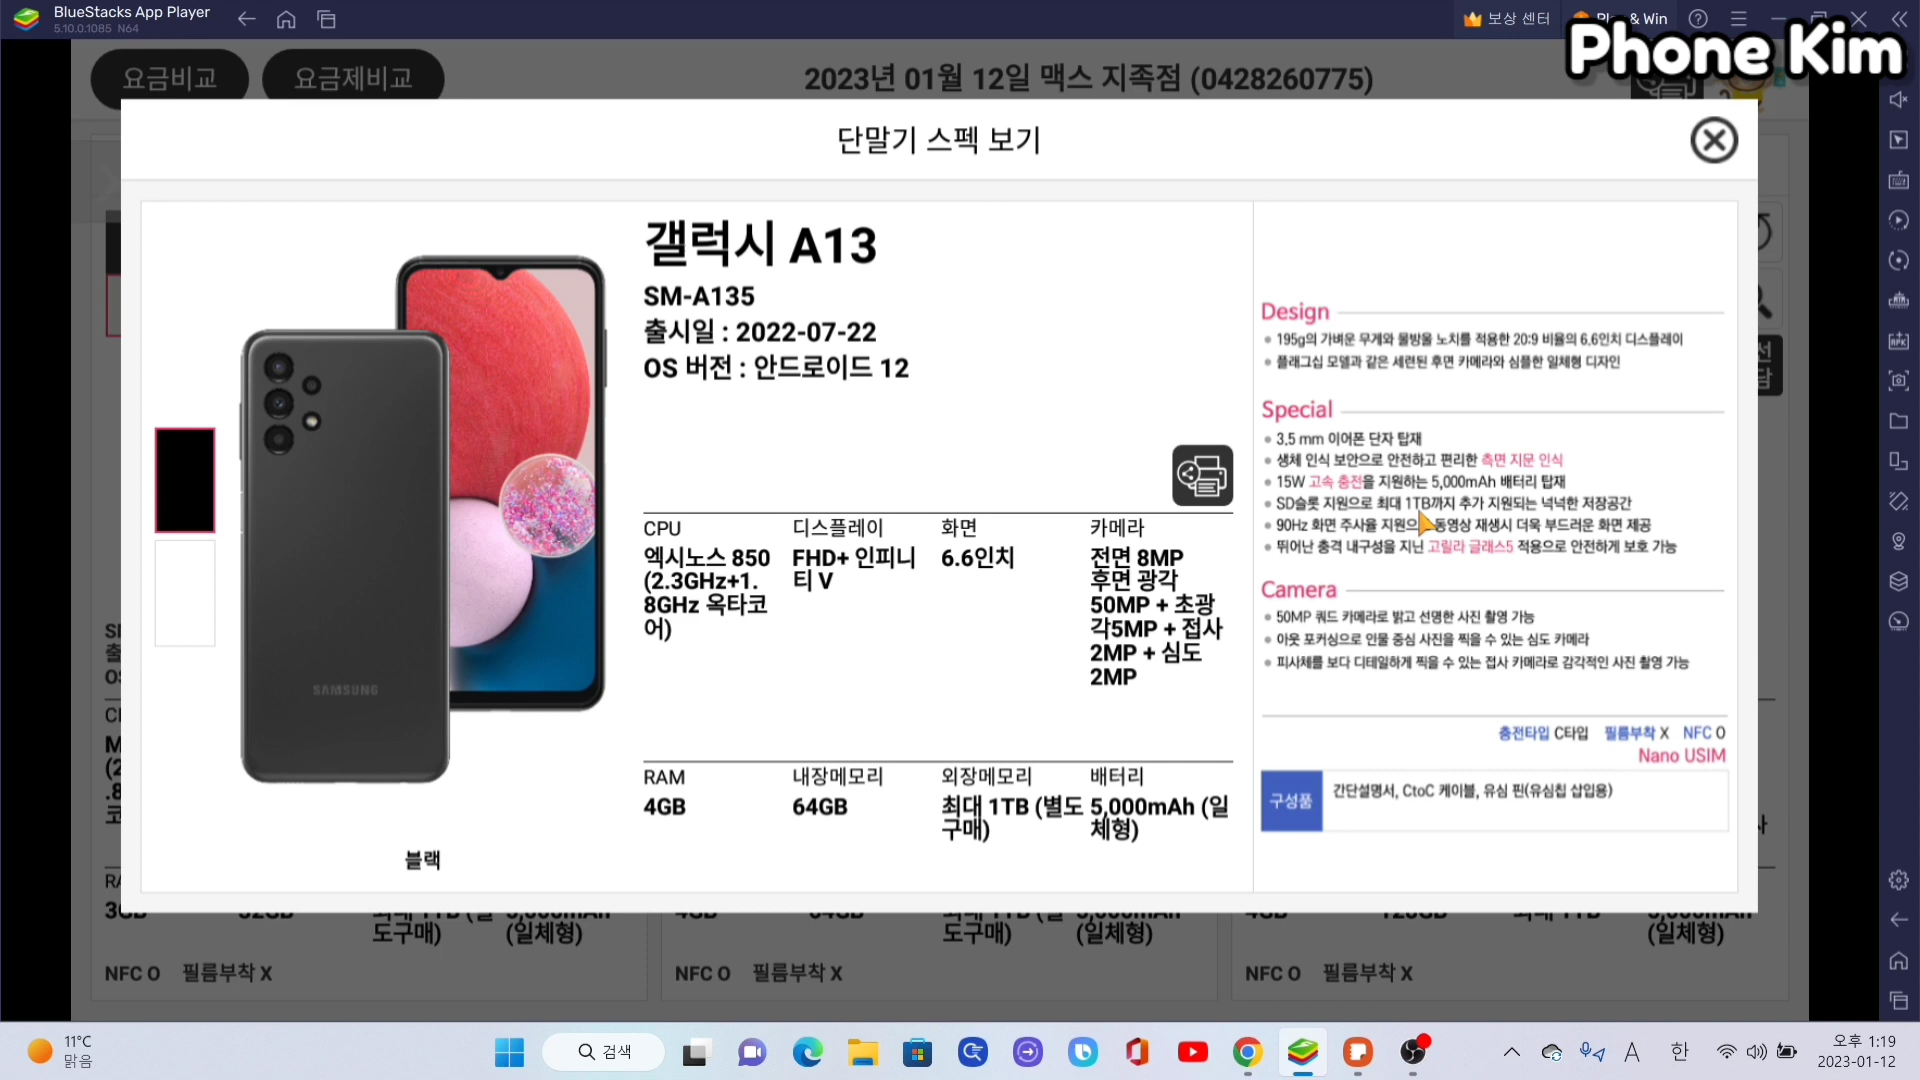 BlueStacks App Player
5.10.0.1085 N64
보상 센터
& Win
Phone Kim
요금비교
요금제비교
2023년 01월 12일 맥스 지족점 (0428260775)
단말기 스펙 보기
갤럭시 A13
SM-A135
출시일 : 2022-07-22
OS 버전 : 안드로이드 12
CPU
엑시노스 850
(2.3GHz+1.
8GHz 옥타코
어)
디스플레이
FHD+ 인피니
티 V
화면
6.6인치
카메라
전면 8MP
후면 광각
50MP + 초광
각5MP + 접사
2MP + 심도
2MP
RAM
4GB
내장메모리
64GB
외장메모리
최대 1TB (별도
구매)
배터리
5,000mAh (일
체형)
SAMSUNG
블랙
Design
195g의 가벼운 무게와 물방울 노치를 적용한 20:9 비율의 6.6인치 디스플레이
플래그십 모델과 같은 세련된 후면 카메라와 심플한 일체형 디자인
Special
3.5 mm 이어폰 단자 탑재
생체 인식 보안으로 안전하고 편리한 측면 지문 인식
15W 고속 충전을 지원하는 5,000mAh 배터리 탑재
SD슬롯 지원으로 최대 1TB까지 추가 지원되는 넉넉한 저장공간
90Hz 화면 주사율 지원으 동영상 재생시 더욱 부드러운 화면 제공
뛰어난 충격 내구성을 지닌 고릴라 글래스5 적용으로 안전하게 보호 가능
Camera
50MP 쿼드 카메라로 밝고 선명한 사진 촬영 가능
아웃 포커싱으로 인물 중심 사진을 찍을 수 있는 심도 카메라
피사체를 보다 디테일하게 찍을 수 있는 접사 카메라로 감각적인 사진 촬영 가능
충전타입 C타입 필름부착 X NFC O
Nano USIM
구성품
간단설명서, CtoC 케이블, 유심 핀(유심칩 삽입용)
도구매)
(일체형)
도구매)
(일체형)
(일체형)
NFC O 필름부착 X
NFC O 필름부착 X
NFC O 필름부착 X
11°C
맑음
검색
A
한
오후 1:19
2023-01-12